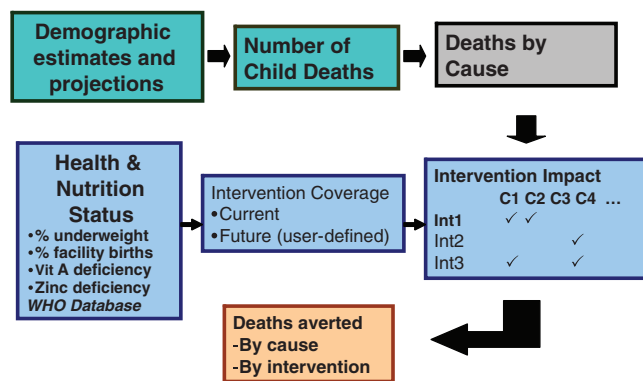 Demographic
estimates and
projections
Number of
Child Deaths
Deaths by
Cause
Health &
Nutrition
Status
•% underweight
•% facility births
•Vit A deficiency
•Zinc deficiency
WHO Database
Intervention Coverage
•Current
•Future (user-defined)
Intervention Impact
C1 C2 C3 C4 ...
Int1 ✓ ✓
Int2 ✓
Int3 ✓ ✓
Deaths averted
-By cause
-By intervention